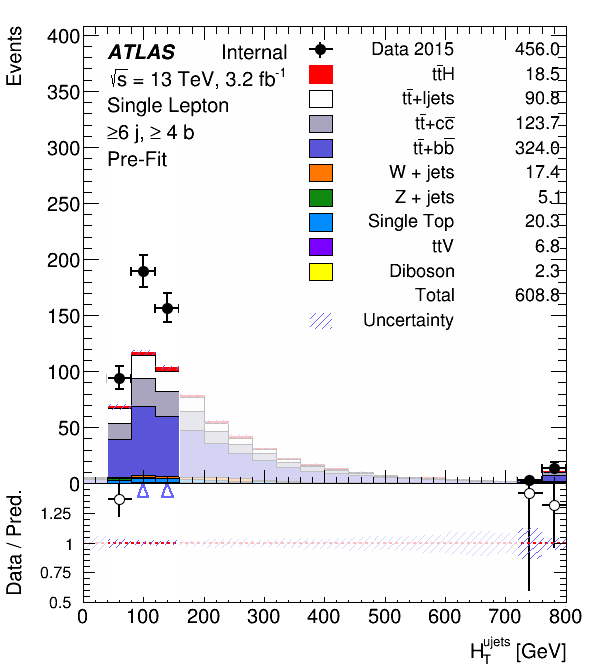 Events
400
350
300
250
200
150
100
50
0
ATLAS Internal
√s = 13 TeV, 3.2 fb⁻¹
Single Lepton
≥6 j, ≥ 4 b
Pre-Fit
Data 2015 456.0
tt̄H 18.5
tt̄+ljets 90.8
tt̄+cc̄ 123.7
tt̄+bb̄ 324.0
W + jets 17.4
Z + jets 5.1
Single Top 20.3
ttV 6.8
Diboson 2.3
Total 608.8
Uncertainty
Data / Pred.
1.25
1
0.75
0.5
0 100 200 300 400 500 600 700 800
H_T^ujets [GeV]